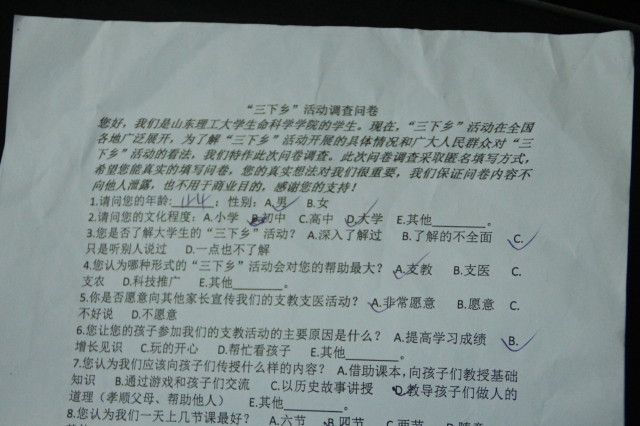 “三下乡”活动调查问卷
您好，我们是山东理工大学生命科学学院的学生。现在，“三下乡”活动在全国
各地广泛展开，为了解“三下乡”活动开展的具体情况和广大人民群众对“三
下乡”活动的看法，我们特作此次问卷调查。此次问卷调查采取匿名填写方式，
希望您能真实的填写问卷，您的真实想法对我们很重要，我们保证问卷内容不
向他人泄露，也不用于商业目的，感谢您的支持！
1.请问您的年龄:____；性别：A.男 B.女
2.请问您的文化程度：A.小学 B.初中 C.高中 D.大学 E.其他________。
3.您是否了解大学生的“三下乡”活动？ A.深入了解过 B.了解的不全面 C.
只是听别人说过 D.一点也不了解
4.您认为哪种形式的“三下乡”活动会对您的帮助最大？ A.支教 B.支医 C.
支农 D.科技推广 E.其他________。
5.你是否愿意向其他家长宣传我们的支教支医活动？ A.非常愿意 B.愿意 C.
不好说 D.不愿意
6.您让您的孩子参加我们的支教活动的主要原因是什么？ A.提高学习成绩 B.
增长见识 C.玩的开心 D.帮忙看孩子 E.其他________。
7.您认为我们应该向孩子们传授什么样的内容？ A.借助课本,向孩子们教授基础
知识 B.通过游戏和孩子们交流 C.以历史故事讲授 D.教导孩子们做人的
道理（孝顺父母、帮助他人） E.其他________。
8.您认为我们一天上几节课最好？ A.六节 B.四节 C.两节 D.随意